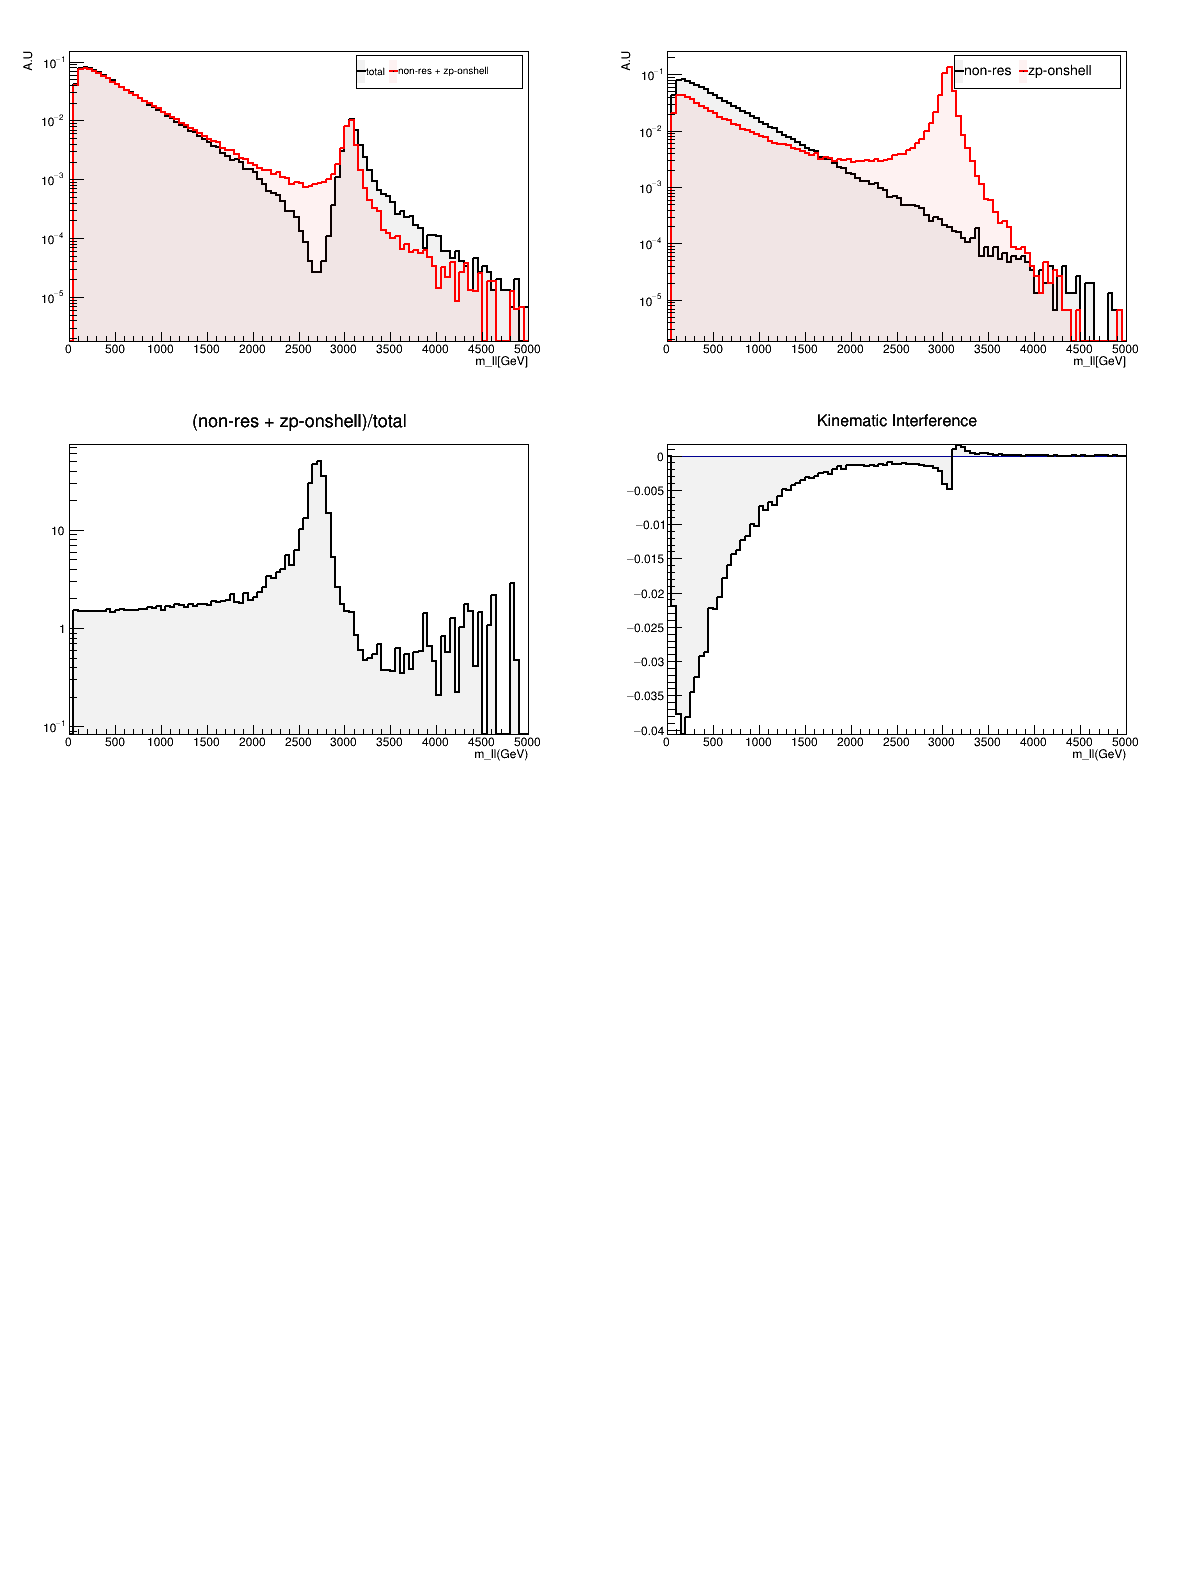 A.U
total
non-res + zp-onshell
10⁻¹
10⁻²
10⁻³
10⁻⁴
10⁻⁵
0 500 1000 1500 2000 2500 3000 3500 4000 4500 5000
m_ll[GeV]
A.U
non-res
zp-onshell
10⁻¹
10⁻²
10⁻³
10⁻⁴
10⁻⁵
0 500 1000 1500 2000 2500 3000 3500 4000 4500 5000
m_ll[GeV]
(non-res + zp-onshell)/total
10
1
10⁻¹
0 500 1000 1500 2000 2500 3000 3500 4000 4500 5000
m_ll(GeV)
Kinematic Interference
0
−0.005
−0.01
−0.015
−0.02
−0.025
−0.03
−0.035
−0.04
0 500 1000 1500 2000 2500 3000 3500 4000 4500 5000
m_ll(GeV)